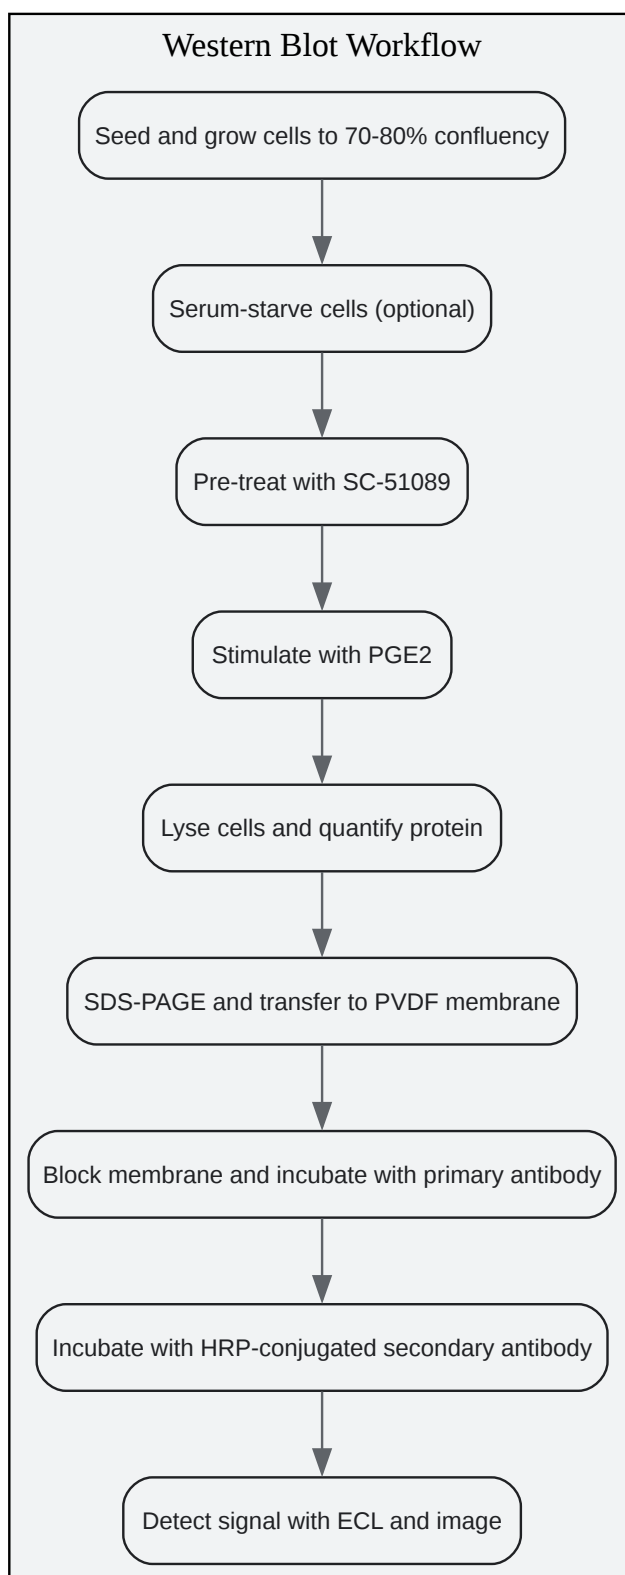 Western Blot Workflow
Seed and grow cells to 70-80% confluency
Serum-starve cells (optional)
Pre-treat with SC-51089
Stimulate with PGE2
Lyse cells and quantify protein
SDS-PAGE and transfer to PVDF membrane
Block membrane and incubate with primary antibody
Incubate with HRP-conjugated secondary antibody
Detect signal with ECL and image